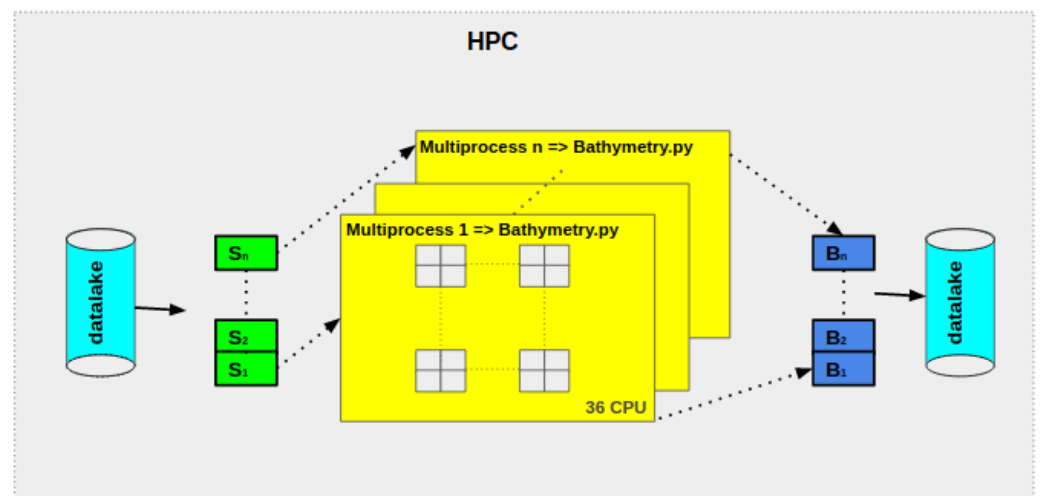 HPC
Multiprocess n => Bathymetry.py
Multiprocess 1 => Bathymetry.py
datalake
Sn
S2
S1
36 CPU
Bn
B2
B1
datalake